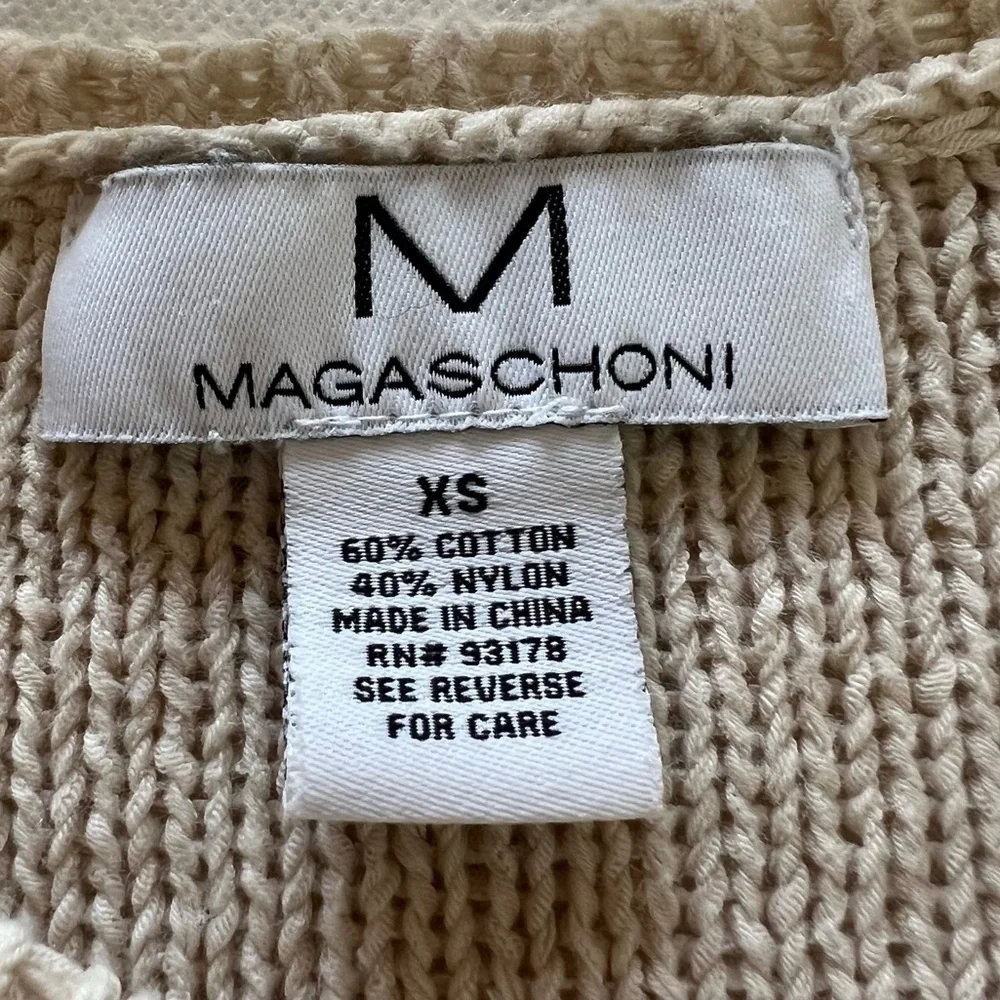 M
MAGASCHONI
XS
60% COTTON
40% NYLON
MADE IN CHINA
RN# 93178
SEE REVERSE
FOR CARE